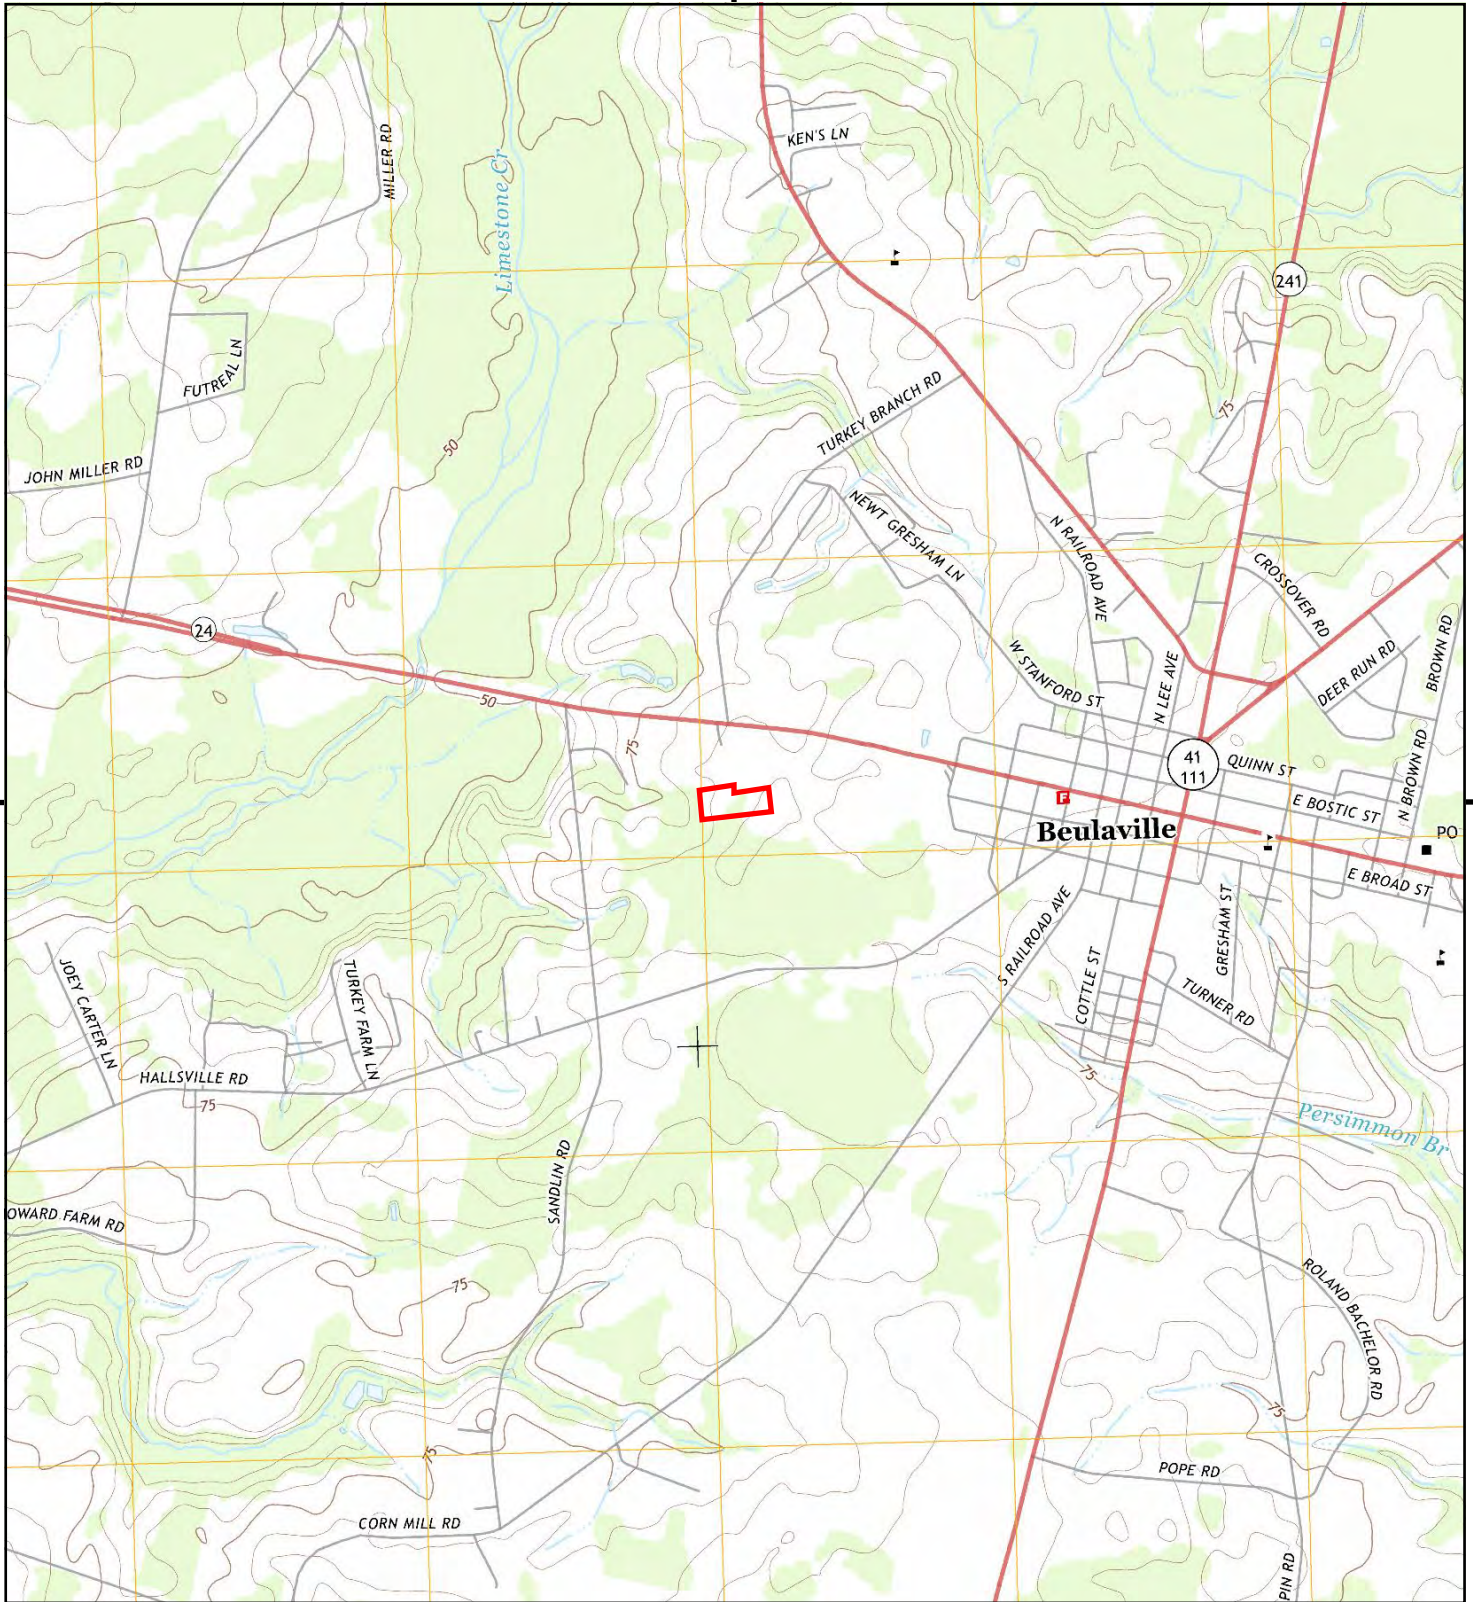 KEN'S LN
MILLER RD
Limestone Cr
241
FUTREAL LN
TURKEY BRANCH RD
75
50
JOHN MILLER RD
NEWT GRESHAM LN
N RAILROAD AVE
CROSSOVER RD
24
BROWN RD
W STANFORD ST
N LEE AVE
DEER RUN RD
50
75
41
111
QUINN ST
N BROWN RD
F
E BOSTIC ST
Beulaville
PO
E BROAD ST
S RAILROAD AVE
GRESHAM ST
JOEY CARTER LN
TURKEY FARM LN
COTTLE ST
TURNER RD
HALLSVILLE RD
75
75
Persimmon Br
SANDLIN RD
OWARD FARM RD
75
ROLAND BACHELOR RD
75
75
POPE RD
CORN MILL RD
PIN RD